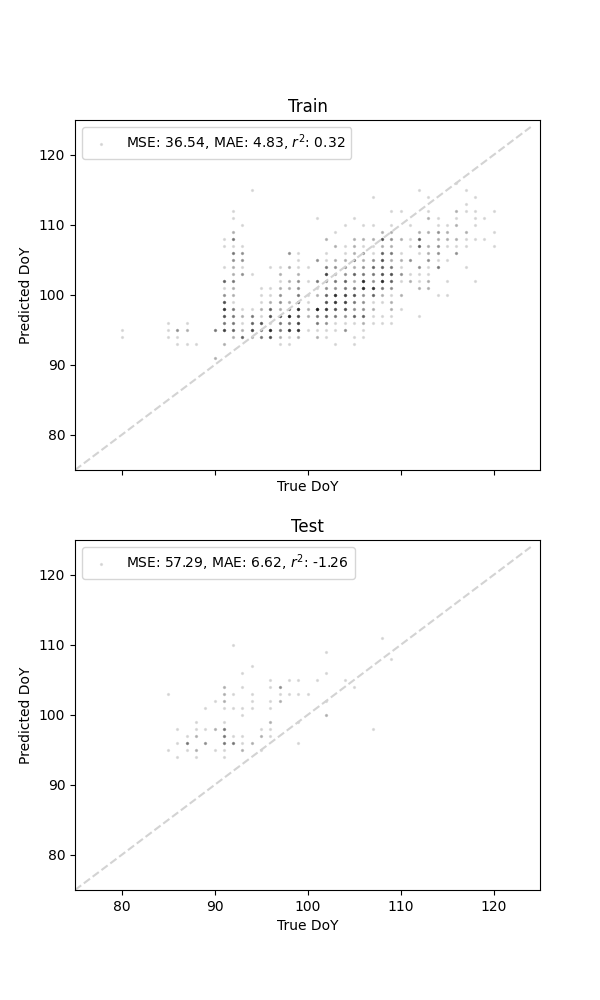 Train
MSE: 36.54, MAE: 4.83, r²: 0.32
120
110
100
90
80
Predicted DoY
True DoY
Test
MSE: 57.29, MAE: 6.62, r²: -1.26
120
110
100
90
80
Predicted DoY
80 90 100 110 120
True DoY